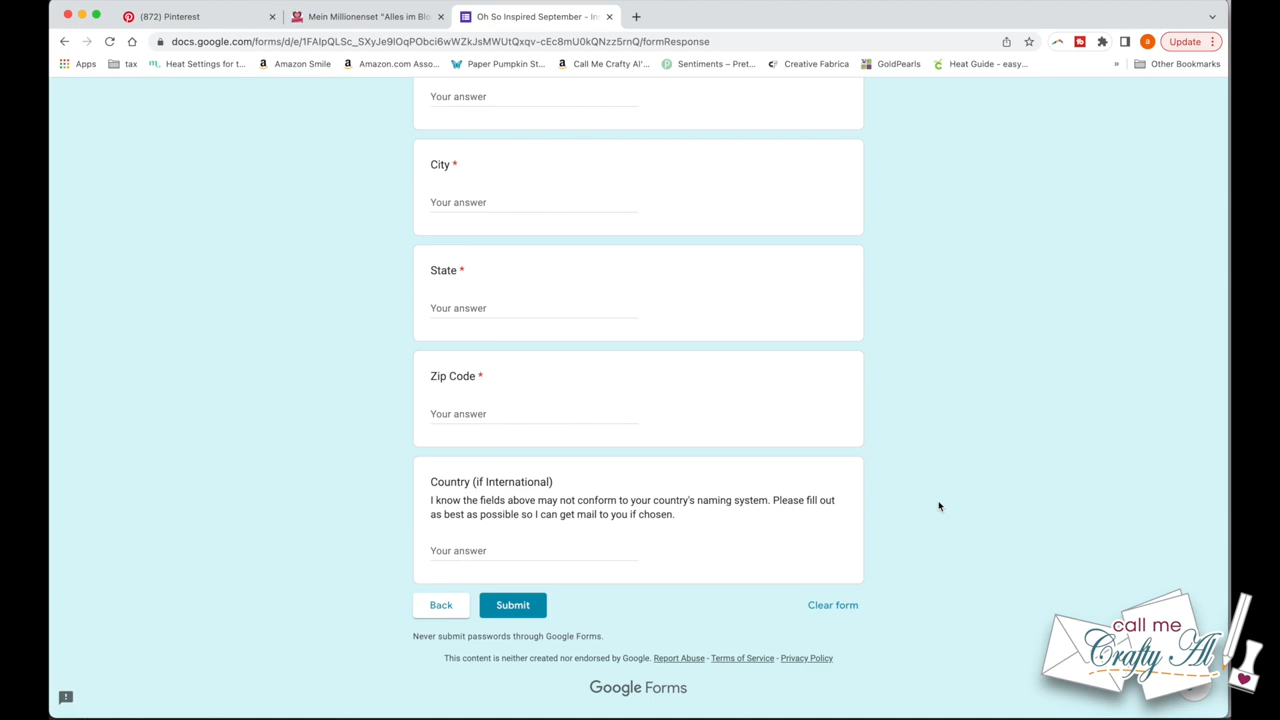 (872) Pinterest
Mein Millionenset "Alles im Blo
Oh So Inspired September - In
docs.google.com/forms/d/e/1FAIpQLSc_SXyJe9lOqPObci6wWZkJsMWUtQxqv-cEc8mU0kQNzz5rnQ/formResponse
Update
Apps
tax
Heat Settings for t...
Amazon Smile
Amazon.com Asso...
Paper Pumpkin St...
Call Me Crafty Al'...
Sentiments – Pret...
Creative Fabrica
GoldPearls
Heat Guide - easy...
»
Other Bookmarks
Your answer
City *
Your answer
State *
Your answer
Zip Code *
Your answer
Country (if International)
I know the fields above may not conform to your country's naming system. Please fill out
as best as possible so I can get mail to you if chosen.
Your answer
Back
Submit
Clear form
Never submit passwords through Google Forms.
This content is neither created nor endorsed by Google. Report Abuse - Terms of Service - Privacy Policy
Google Forms
call me
Crafty Al